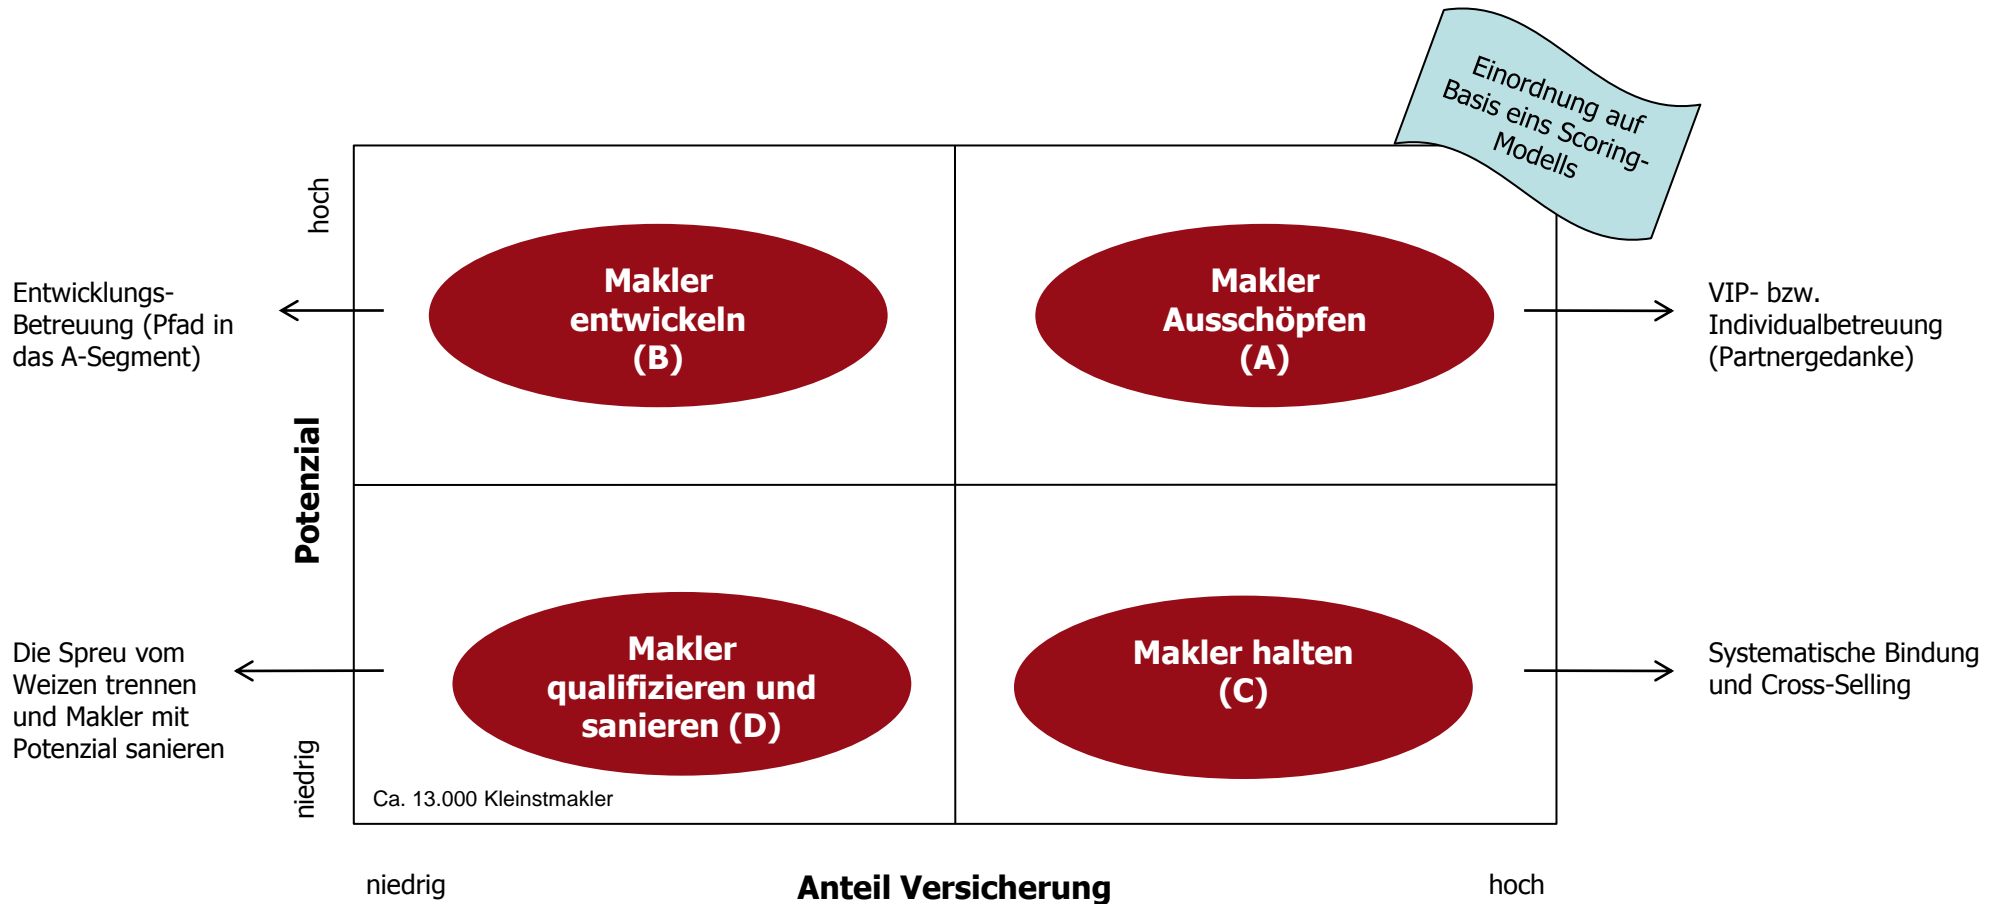 Einordnung auf
Basis eins Scoring-
Modells
hoch
Makler
entwickeln
(B)
Makler
Ausschöpfen
(A)
Entwicklungs-
Betreuung (Pfad in
das A-Segment)
VIP- bzw.
Individualbetreuung
(Partnergedanke)
Potenzial
Makler
qualifizieren und
sanieren (D)
Makler halten
(C)
Die Spreu vom
Weizen trennen
und Makler mit
Potenzial sanieren
Systematische Bindung
und Cross-Selling
niedrig
Ca. 13.000 Kleinstmakler
niedrig
Anteil Versicherung
hoch